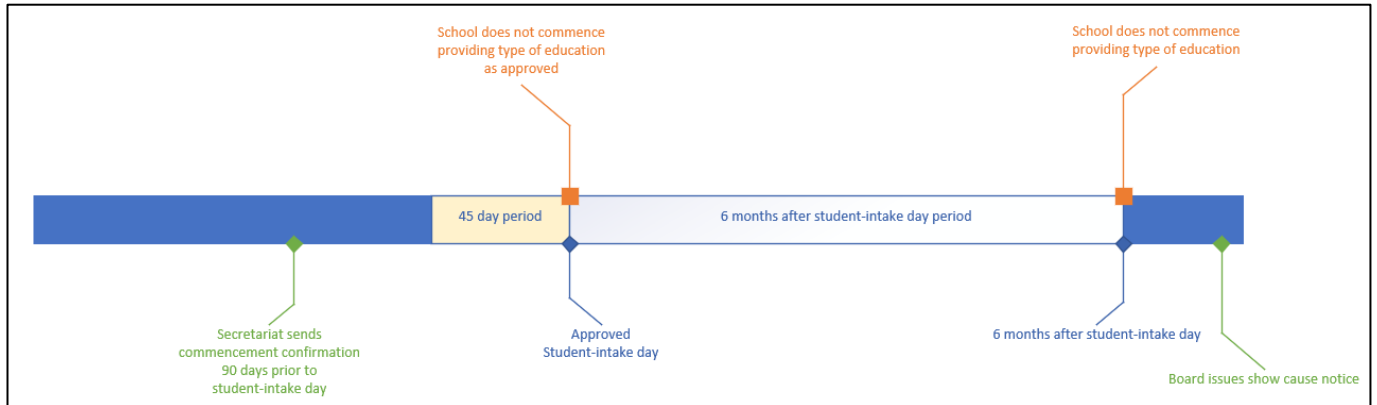 School does not commence
providing type of education
as approved
School does not commence
providing type of education
45 day period
6 months after student-intake day period
Secretariat sends
commencement confirmation
90 days prior to
student-intake day
Approved
Student-intake day
6 months after student-intake day
Board issues show cause notice